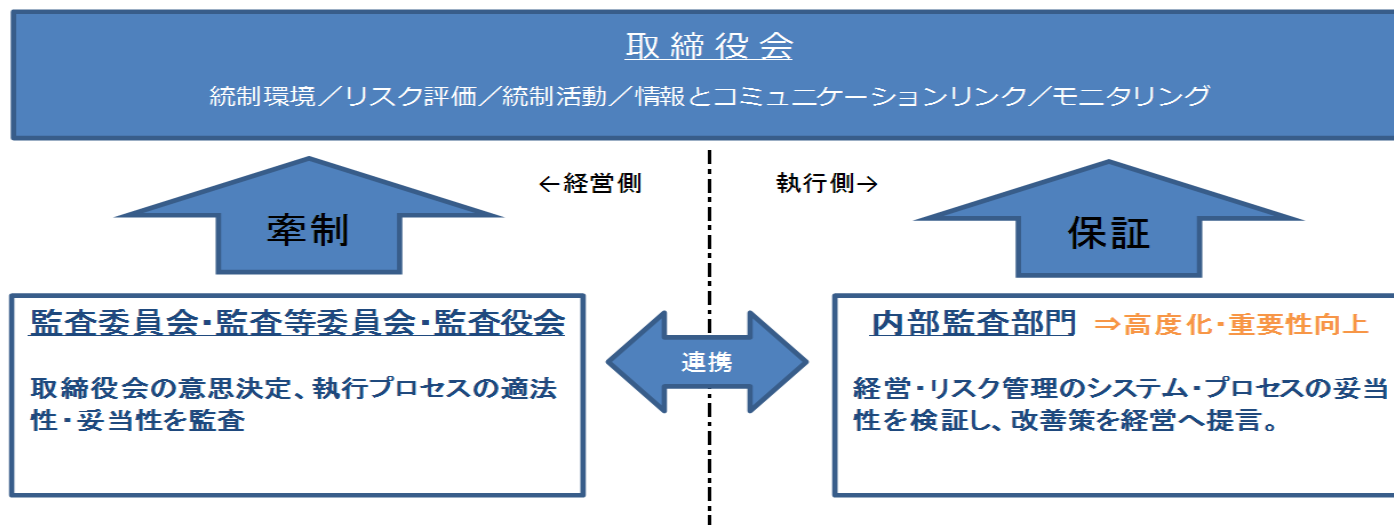 取締役会
統制環境／リスク評価／統制活動／情報とコミュニケーションリンク／モニタリング
←経営側
執行側→
牽制
保証
監査委員会・監査等委員会・監査役会
取締役会の意思決定、執行プロセスの適法
性・妥当性を監査
連携
内部監査部門 ⇒高度化・重要性向上
経営・リスク管理のシステム・プロセスの妥当
性を検証し、改善策を経営へ提言。